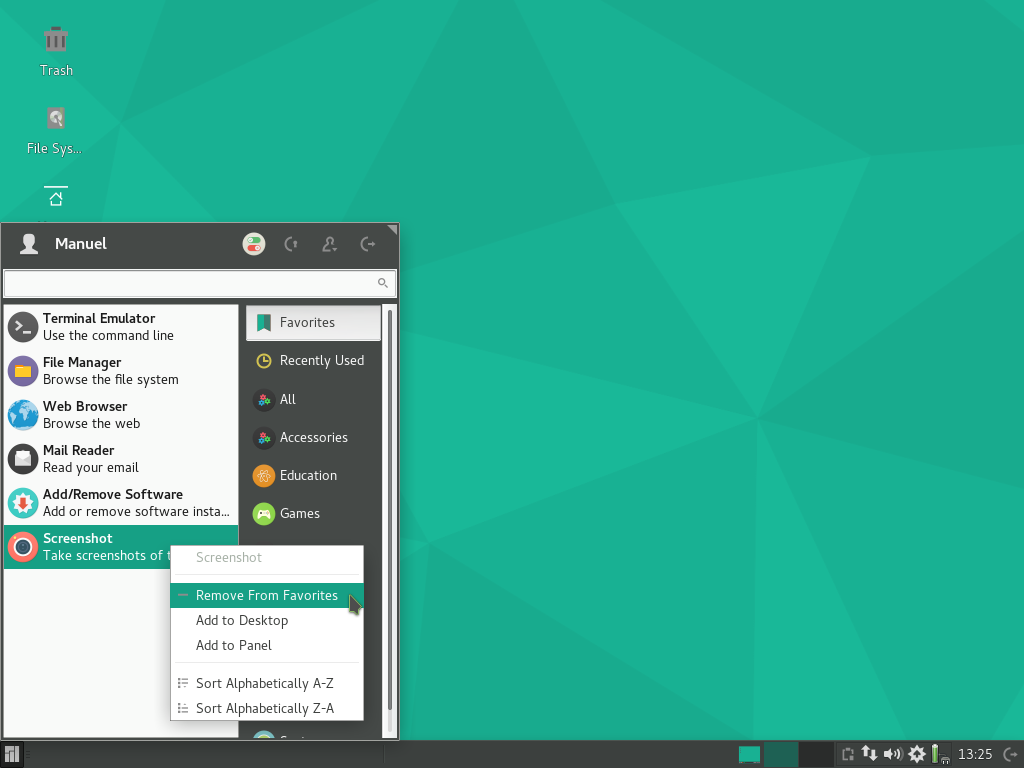 Trash
File Sys...
Manuel
Terminal Emulator
Use the command line
File Manager
Browse the file system
Web Browser
Browse the web
Mail Reader
Read your email
Add/Remove Software
Add or remove software insta...
Screenshot
Take screenshots of t
Favorites
Recently Used
All
Accessories
Education
Games
Screenshot
Remove From Favorites
Add to Desktop
Add to Panel
Sort Alphabetically A-Z
Sort Alphabetically Z-A
13:25